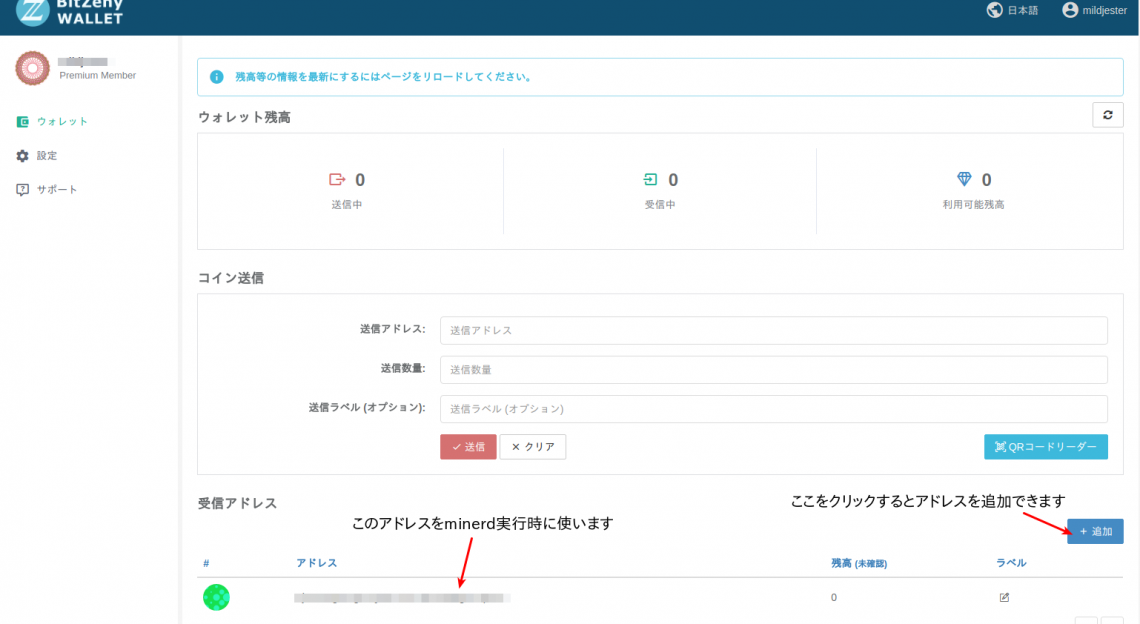 BitZeny
WALLET
日本語
mildjester
Premium Member
ウォレット
設定
サポート
残高等の情報を最新にするにはページをリロードしてください。
ウォレット残高
0
送信中
0
受信中
0
利用可能残高
コイン送信
送信アドレス:
送信アドレス
送信数量:
送信数量
送信ラベル (オプション):
送信ラベル (オプション)
送信
クリア
QRコードリーダー
受信アドレス
ここをクリックするとアドレスを追加できます
このアドレスをminerd実行時に使います
+ 追加
# アドレス 残高 (未確認) ラベル
0